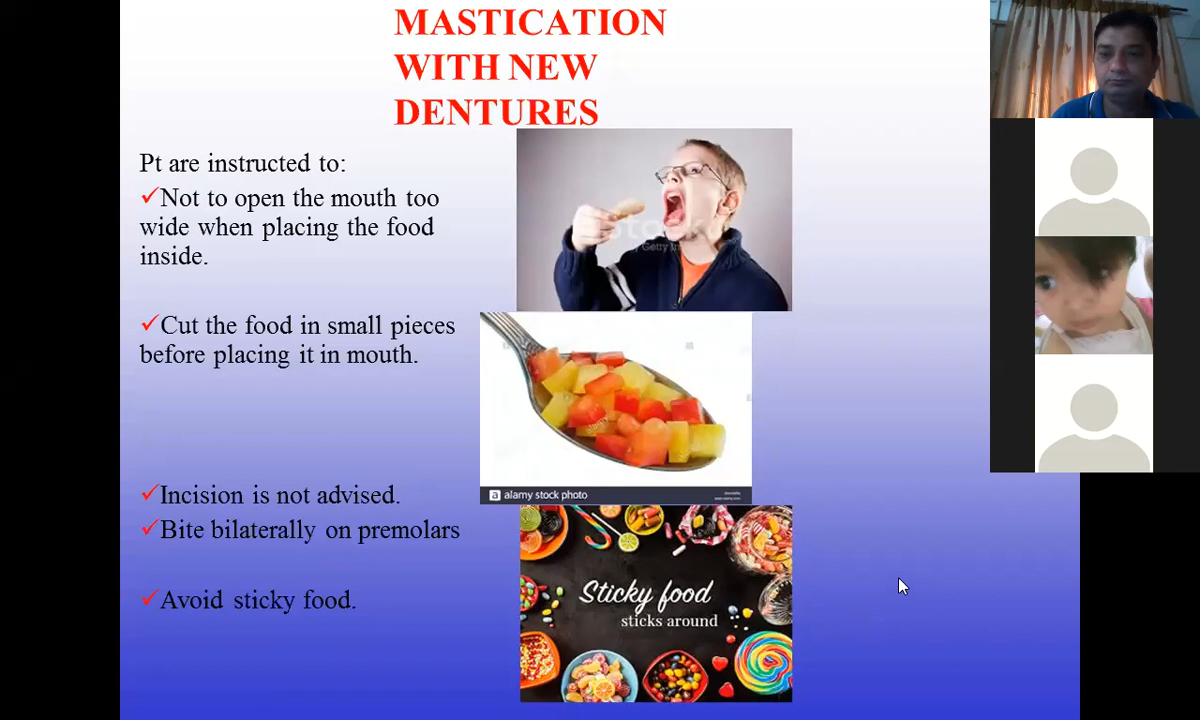 MASTICATION
WITH NEW
DENTURES
Pt are instructed to:
✓Not to open the mouth too
wide when placing the food
inside.
✓Cut the food in small pieces
before placing it in mouth.
a alamy stock photo
✓Incision is not advised.
✓Bite bilaterally on premolars
Sticky food
sticks around
✓Avoid sticky food.